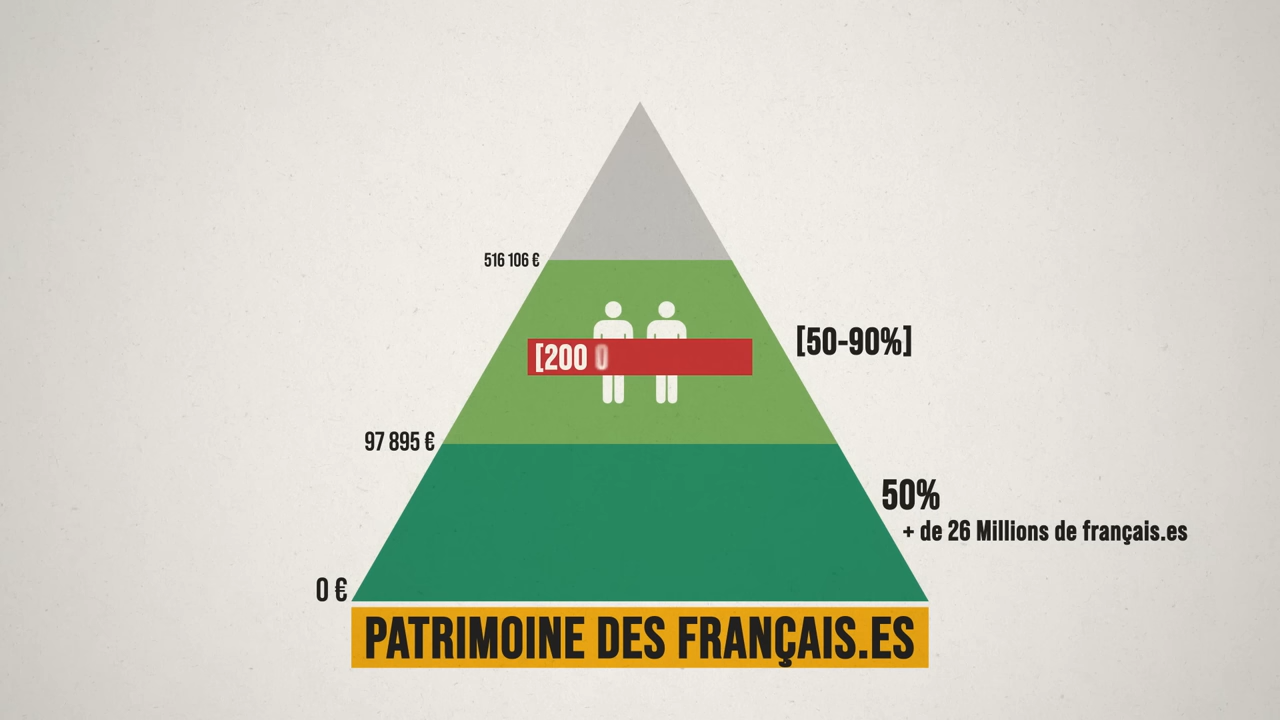 516 106 €
[50-90%]
[200 0
97 895 €
50%
+ de 26 Millions de français.es
0 €
PATRIMOINE DES FRANÇAIS.ES